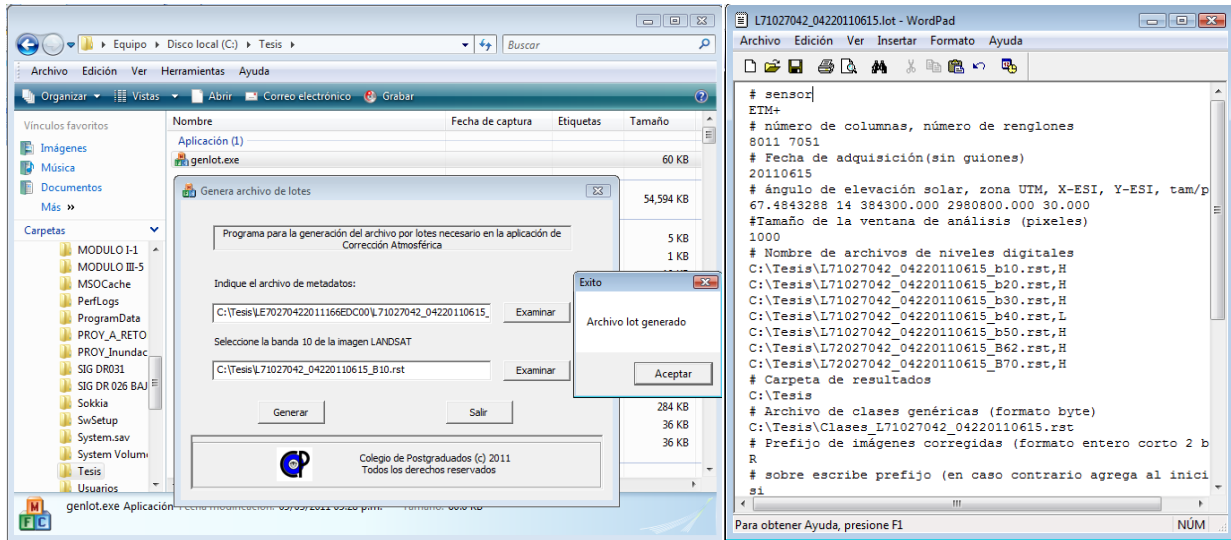 Equipo ▸ Disco local (C:) ▸ Tesis ▸
Buscar
Archivo Edición Ver Herramientas Ayuda
Organizar Vistas Abrir Correo electrónico Grabar
Vínculos favoritos
Imágenes
Música
Documentos
Más »
Carpetas
MODULO I-1
MODULO III-5
MSOCache
PerfLogs
ProgramData
PROY_A_RETO
PROY_Inundac
SIG DR031
SIG DR 026 BAJ
Sokkia
SwSetup
System.sav
System Volum
Tesis
Usuarios
Nombre Fecha de captura Etiquetas Tamaño
Aplicación (1)
genlot.exe 60 KB
54,594 KB
5 KB
1 KB
284 KB
36 KB
36 KB
Genera archivo de lotes
Programa para la generación del archivo por lotes necesario en la aplicación de
Corrección Atmosférica
Indique el archivo de metadatos:
C:\Tesis\LE70270422011166EDC00\L71027042_04220110615_ Examinar
Seleccione la banda 10 de la imagen LANDSAT
C:\Tesis\L71027042_04220110615_B10.rst Examinar
Generar Salir
Colegio de Postgraduados (c) 2011
Todos los derechos reservados
Exito
Archivo lot generado
Aceptar
MFC
genlot.exe Aplicación
L71027042_04220110615.lot - WordPad
Archivo Edición Ver Insertar Formato Ayuda
# sensor
ETM+
# número de columnas, número de renglones
8011 7051
# Fecha de adquisición(sin guiones)
20110615
# ángulo de elevación solar, zona UTM, X-ESI, Y-ESI, tam/p
67.4843288 14 384300.000 2980800.000 30.000
#Tamaño de la ventana de análisis (pixeles)
1000
# Nombre de archivos de niveles digitales
C:\Tesis\L71027042_04220110615_b10.rst,H
C:\Tesis\L71027042_04220110615_b20.rst,H
C:\Tesis\L71027042_04220110615_b30.rst,H
C:\Tesis\L71027042_04220110615_b40.rst,L
C:\Tesis\L71027042_04220110615_b50.rst,H
C:\Tesis\L72027042_04220110615_B62.rst,H
C:\Tesis\L72027042_04220110615_B70.rst,H
# Carpeta de resultados
C:\Tesis
# Archivo de clases genéricas (formato byte)
C:\Tesis\Clases_L71027042_04220110615.rst
# Prefijo de imágenes corregidas (formato entero corto 2 b
R
# sobre escribe prefijo (en caso contrario agrega al inici
si
Para obtener Ayuda, presione F1 NÚM